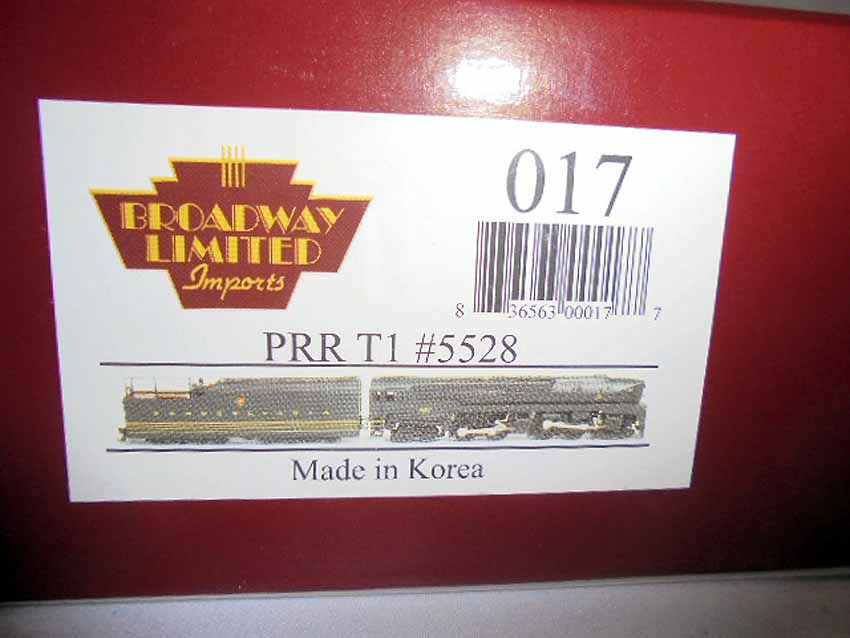 BROADWAY
LIMITED
Imports
017
8 36563 00017 7
PRR T1 #5528
Made in Korea